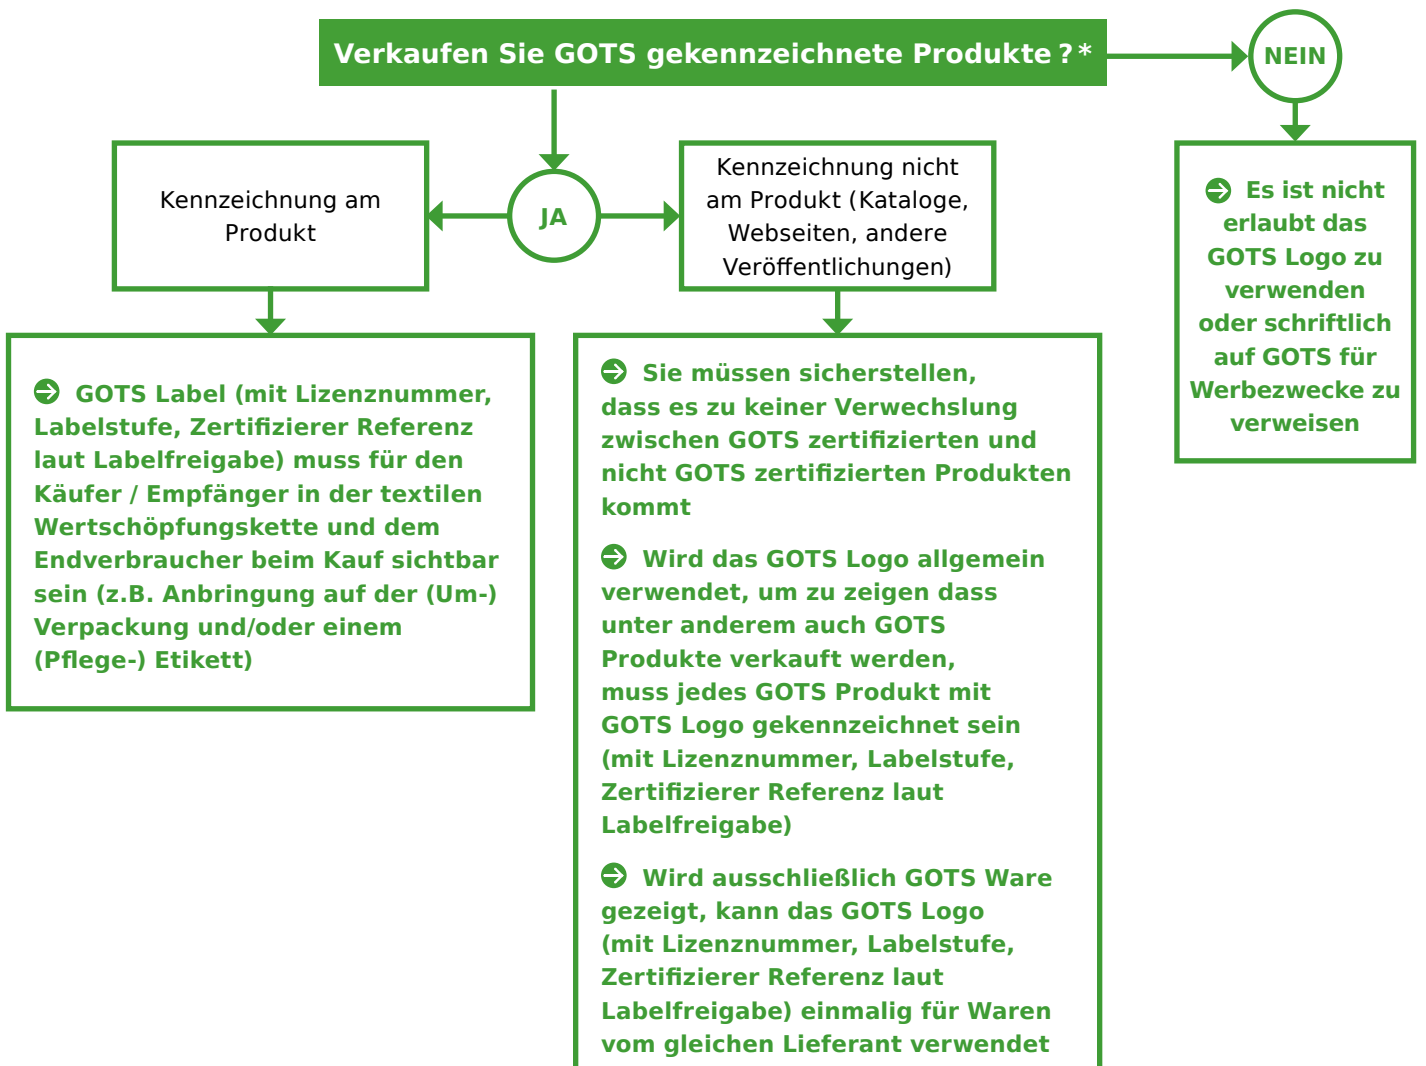 Verkaufen Sie GOTS gekennzeichnete Produkte ? *
NEIN
JA
Kennzeichnung am
Produkt
GOTS Label (mit Lizenznummer,
Labelstufe, Zertifizierer Referenz
laut Labelfreigabe) muss für den
Käufer / Empfänger in der textilen
Wertschöpfungskette und dem
Endverbraucher beim Kauf sichtbar
sein (z.B. Anbringung auf der (Um-)
Verpackung und/oder einem
(Pflege-) Etikett)
Kennzeichnung nicht
am Produkt (Kataloge,
Webseiten, andere
Veröffentlichungen)
Sie müssen sicherstellen,
dass es zu keiner Verwechslung
zwischen GOTS zertifizierten und
nicht GOTS zertifizierten Produkten
kommt
Wird das GOTS Logo allgemein
verwendet, um zu zeigen dass
unter anderem auch GOTS
Produkte verkauft werden,
muss jedes GOTS Produkt mit
GOTS Logo gekennzeichnet sein
(mit Lizenznummer, Labelstufe,
Zertifizierer Referenz laut
Labelfreigabe)
Wird ausschließlich GOTS Ware
gezeigt, kann das GOTS Logo
(mit Lizenznummer, Labelstufe,
Zertifizierer Referenz laut
Labelfreigabe) einmalig für Waren
vom gleichen Lieferant verwendet
Es ist nicht
erlaubt das
GOTS Logo zu
verwenden
oder schriftlich
auf GOTS für
Werbezwecke zu
verweisen